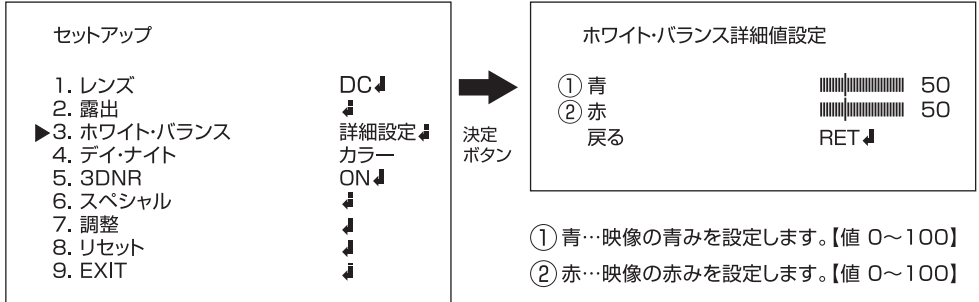 セットアップ
1. レンズ DC↲
2. 露出 ↲
▶3. ホワイト・バランス 詳細設定↲
4. デイ・ナイト カラー
5. 3DNR ON↲
6. スペシャル ↲
7. 調整 ↲
8. リセット ↲
9. EXIT ↲
決定
ボタン
ホワイト・バランス詳細値設定
① 青 50
② 赤 50
戻る RET↲
① 青…映像の青みを設定します。【値 0〜100】
② 赤…映像の赤みを設定します。【値 0〜100】